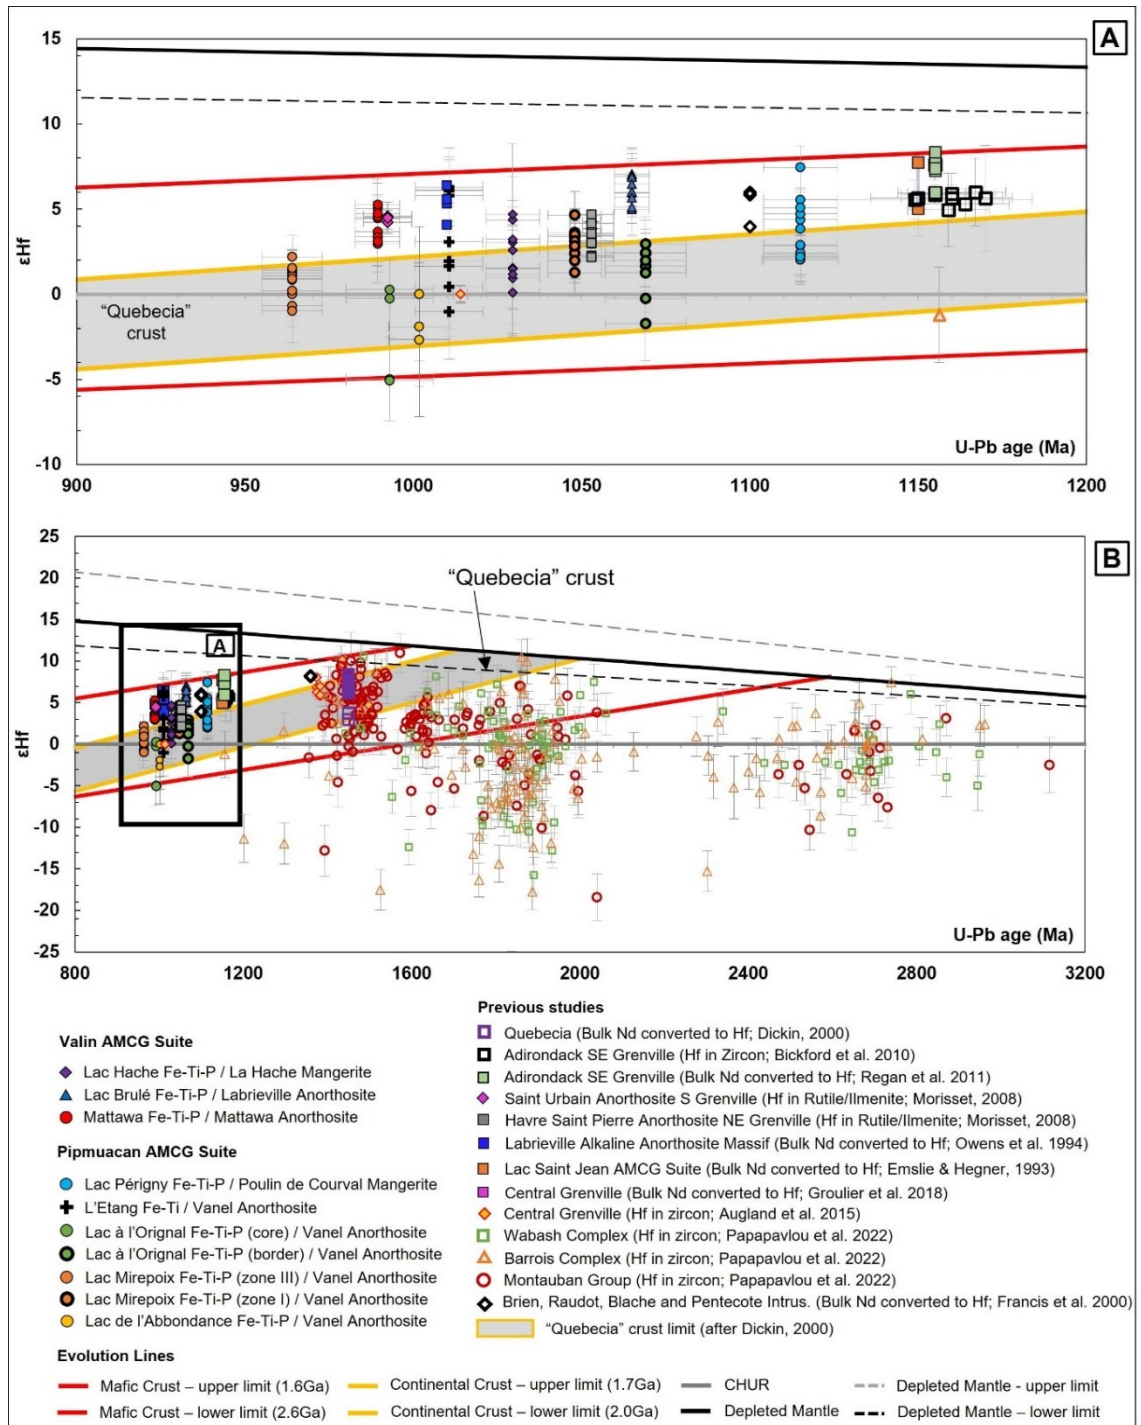 A
15
10
5
0
-5
-10
εHf
"Quebecia"
crust
U-Pb age (Ma)
900
950
1000
1050
1100
1150
1200
B
25
20
15
10
5
0
-5
-10
-15
-20
-25
εHf
"Quebecia" crust
A
U-Pb age (Ma)
800
1200
1600
2000
2400
2800
3200
Valin AMCG Suite
Lac Hache Fe-Ti-P / La Hache Mangerite
Lac Brulé Fe-Ti-P / Labrieville Anorthosite
Mattawa Fe-Ti-P / Mattawa Anorthosite
Pipmuacan AMCG Suite
Lac Périgny Fe-Ti-P / Poulin de Courval Mangerite
L'Etang Fe-Ti / Vanel Anorthosite
Lac à l'Orignal Fe-Ti-P (core) / Vanel Anorthosite
Lac à l'Orignal Fe-Ti-P (border) / Vanel Anorthosite
Lac Mirepoix Fe-Ti-P (zone III) / Vanel Anorthosite
Lac Mirepoix Fe-Ti-P (zone I) / Vanel Anorthosite
Lac de l'Abbondance Fe-Ti-P / Vanel Anorthosite
Previous studies
Quebecia (Bulk Nd converted to Hf; Dickin, 2000)
Adirondack SE Grenville (Hf in Zircon; Bickford et al. 2010)
Adirondack SE Grenville (Bulk Nd converted to Hf; Regan et al. 2011)
Saint Urbain Anorthosite S Grenville (Hf in Rutile/Ilmenite; Morisset, 2008)
Havre Saint Pierre Anorthosite NE Grenville (Hf in Rutile/Ilmenite; Morisset, 2008)
Labrieville Alkaline Anorthosite Massif (Bulk Nd converted to Hf; Owens et al. 1994)
Lac Saint Jean AMCG Suite (Bulk Nd converted to Hf; Emslie & Hegner, 1993)
Central Grenville (Bulk Nd converted to Hf; Groulier et al. 2018)
Central Grenville (Hf in zircon; Augland et al. 2015)
Wabash Complex (Hf in zircon; Papapavlou et al. 2022)
Barrois Complex (Hf in zircon; Papapavlou et al. 2022)
Montauban Group (Hf in zircon; Papapavlou et al. 2022)
Brien, Raudot, Blache and Pentecote Intrus. (Bulk Nd converted to Hf; Francis et al. 2000)
"Quebecia" crust limit (after Dickin, 2000)
Evolution Lines
Mafic Crust – upper limit (1.6Ga)
Mafic Crust – lower limit (2.6Ga)
Continental Crust – upper limit (1.7Ga)
Continental Crust – lower limit (2.0Ga)
CHUR
Depleted Mantle
Depleted Mantle - upper limit
Depleted Mantle – lower limit